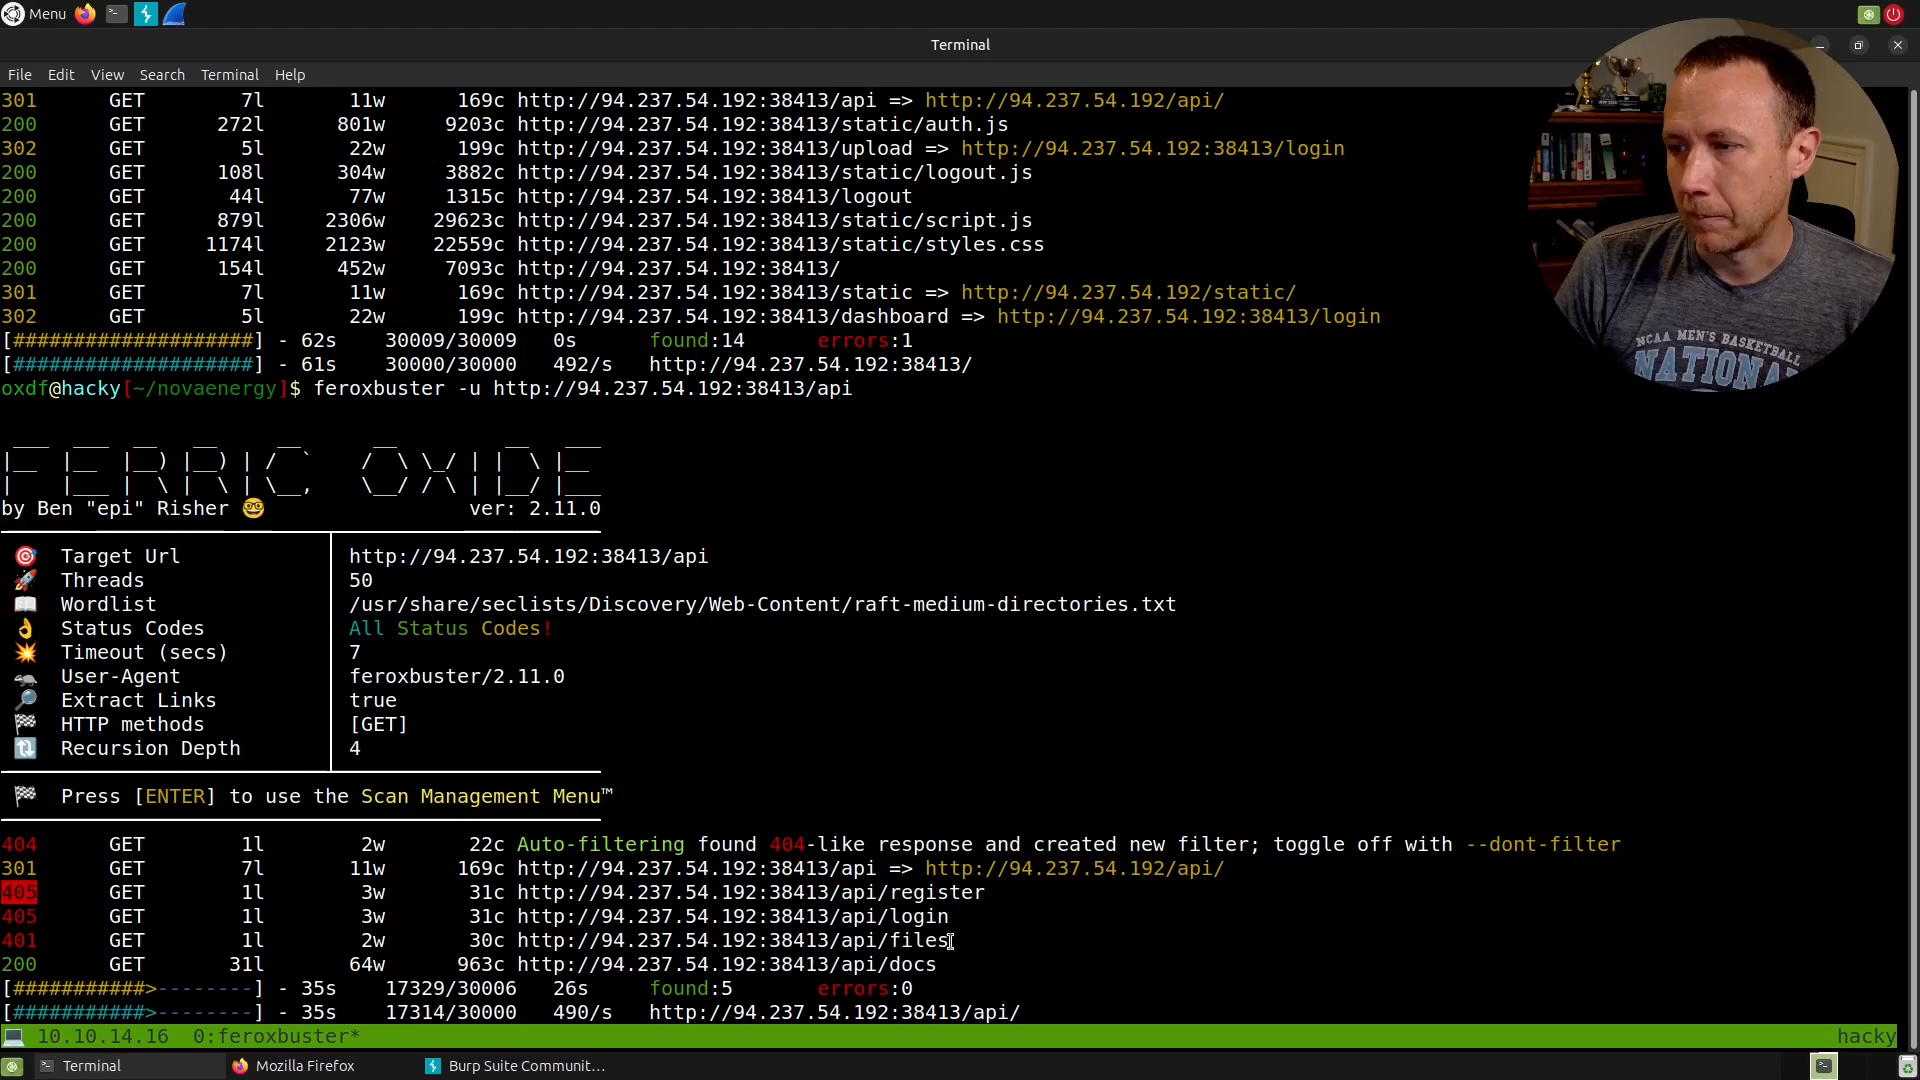 Menu
Terminal
File Edit View Search Terminal Help
301 GET 7l 11w 169c http://94.237.54.192:38413/api => http://94.237.54.192/api/
200 GET 272l 801w 9203c http://94.237.54.192:38413/static/auth.js
302 GET 5l 22w 199c http://94.237.54.192:38413/upload => http://94.237.54.192:38413/login
200 GET 108l 304w 3882c http://94.237.54.192:38413/static/logout.js
200 GET 44l 77w 1315c http://94.237.54.192:38413/logout
200 GET 879l 2306w 29623c http://94.237.54.192:38413/static/script.js
200 GET 1174l 2123w 22559c http://94.237.54.192:38413/static/styles.css
200 GET 154l 452w 7093c http://94.237.54.192:38413/
301 GET 7l 11w 169c http://94.237.54.192:38413/static => http://94.237.54.192/static/
302 GET 5l 22w 199c http://94.237.54.192:38413/dashboard => http://94.237.54.192:38413/login
[####################] - 62s 30009/30009 0s found:14 errors:1
[####################] - 61s 30000/30000 492/s http://94.237.54.192:38413/
oxdf@hacky[~/novaenergy]$ feroxbuster -u http://94.237.54.192:38413/api
FERRIC OXIDE
by Ben "epi" Risher 🤓 ver: 2.11.0
🎯 Target Url │ http://94.237.54.192:38413/api
🚀 Threads │ 50
📖 Wordlist │ /usr/share/seclists/Discovery/Web-Content/raft-medium-directories.txt
👌 Status Codes │ All Status Codes!
💥 Timeout (secs) │ 7
🦡 User-Agent │ feroxbuster/2.11.0
🔎 Extract Links │ true
🏁 HTTP methods │ [GET]
🔃 Recursion Depth │ 4
🏁 Press [ENTER] to use the Scan Management Menu™
404 GET 1l 2w 22c Auto-filtering found 404-like response and created new filter; toggle off with --dont-filter
301 GET 7l 11w 169c http://94.237.54.192:38413/api => http://94.237.54.192/api/
405 GET 1l 3w 31c http://94.237.54.192:38413/api/register
405 GET 1l 3w 31c http://94.237.54.192:38413/api/login
401 GET 1l 2w 30c http://94.237.54.192:38413/api/files
200 GET 31l 64w 963c http://94.237.54.192:38413/api/docs
[###########>--------] - 35s 17329/30006 26s found:5 errors:0
[###########>--------] - 35s 17314/30000 490/s http://94.237.54.192:38413/api/
💻 10.10.14.16 0:feroxbuster* hacky
Terminal Mozilla Firefox Burp Suite Communit...
NCAA MEN'S BASKETBALL
NATIONAL